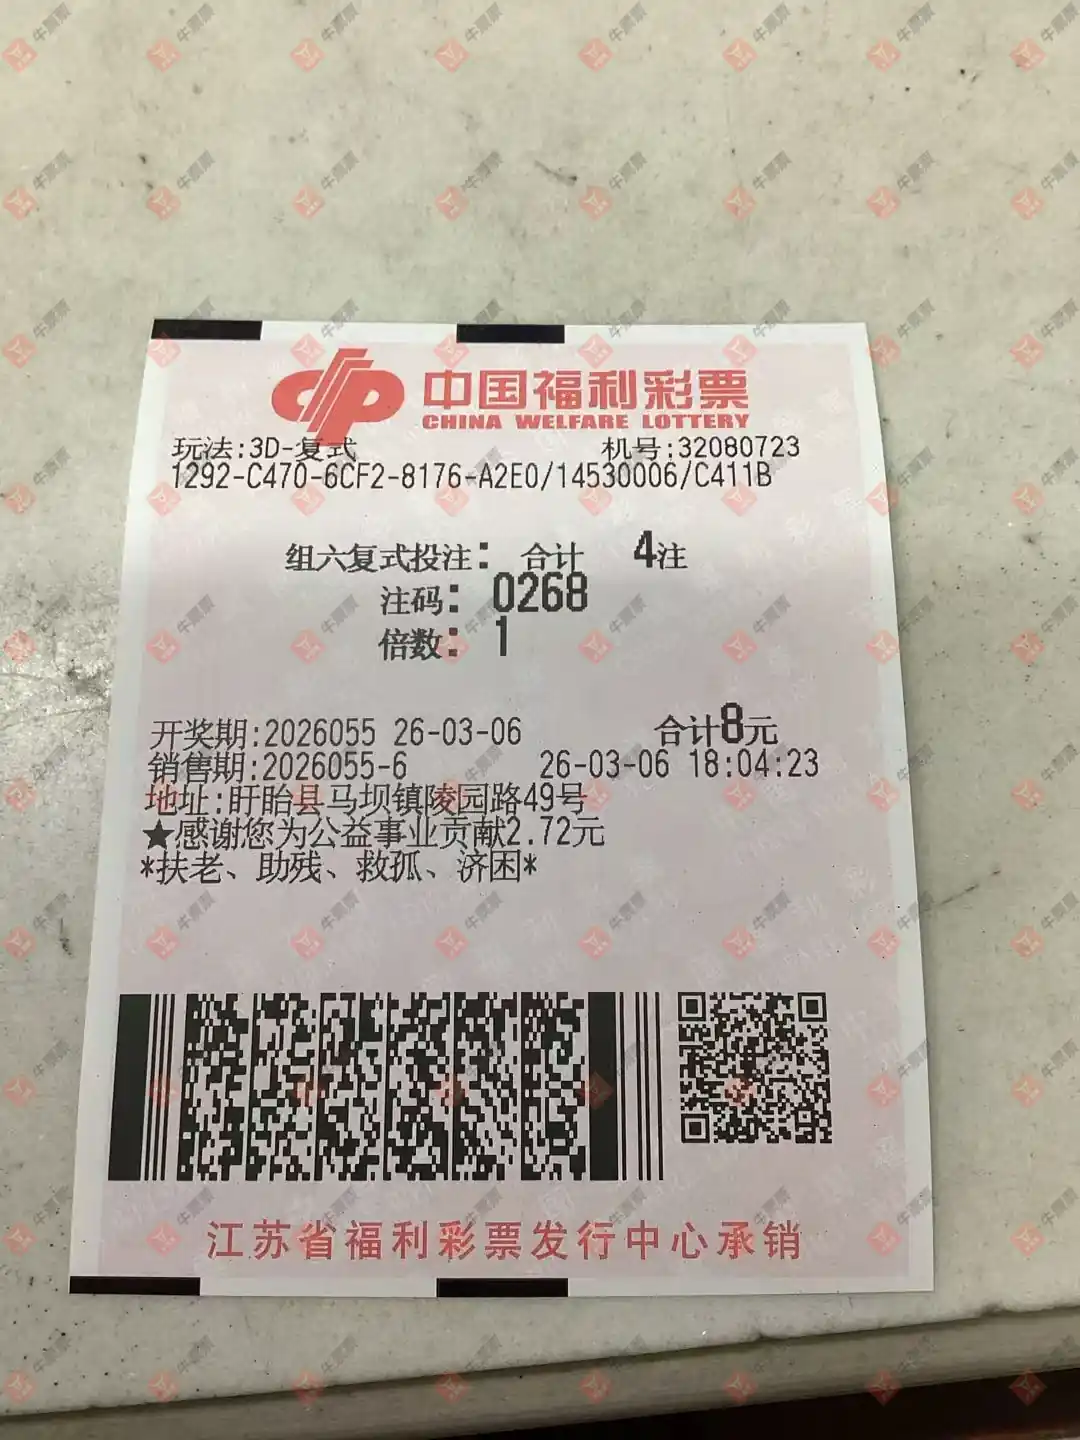 中国福利彩票
CHINA WELFARE LOTTERY
玩法:3D-复式 机号:32080723
1292-C470-6CF2-8176-A2E0/14530006/C411B
组六复式投注: 合计 4注
注码: 0268
倍数: 1
开奖期:2026055 26-03-06 合计8元
销售期:2026055-6 26-03-06 18:04:23
地址:盱眙县马坝镇陵园路49号
★感谢您为公益事业贡献2.72元
*扶老、助残、救孤、济困*
江苏省福利彩票发行中心承销
牛票票